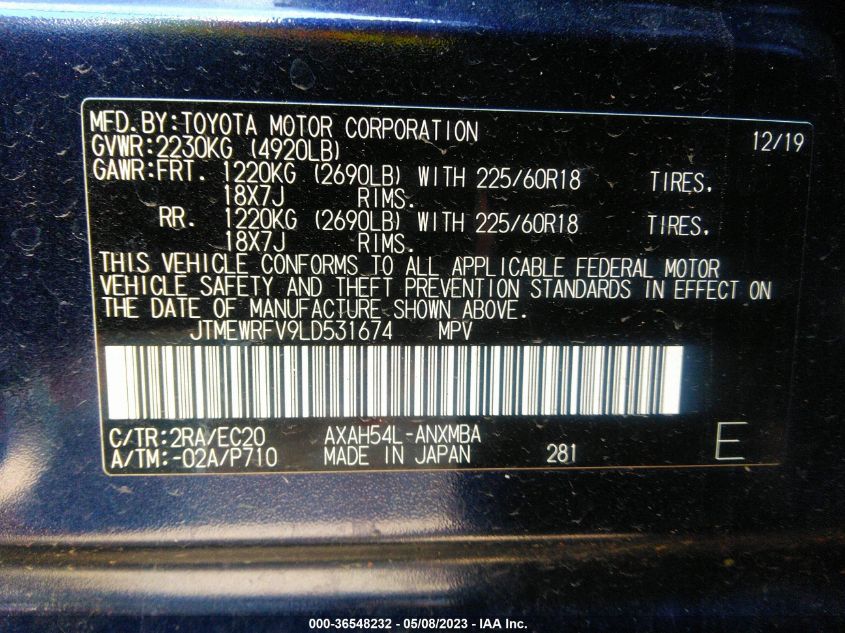 MFD. BY: TOYOTA MOTOR CORPORATION 12/19
GVWR: 2230KG (4920LB)
GAWR: FRT. 1220KG (2690LB) WITH 225/60R18 TIRES,
18X7J RIMS.
RR. 1220KG (2690LB) WITH 225/60R18 TIRES,
18X7J RIMS.
THIS VEHICLE CONFORMS TO ALL APPLICABLE FEDERAL MOTOR
VEHICLE SAFETY AND THEFT PREVENTION STANDARDS IN EFFECT ON
THE DATE OF MANUFACTURE SHOWN ABOVE.
JTMEWRFV9LD531674 MPV
C/TR: 2RA/EC20 AXAH54L-ANXMBA
A/TM: -02A/P710 MADE IN JAPAN 281 E
000-36548232 - 05/08/2023 - IAA Inc.